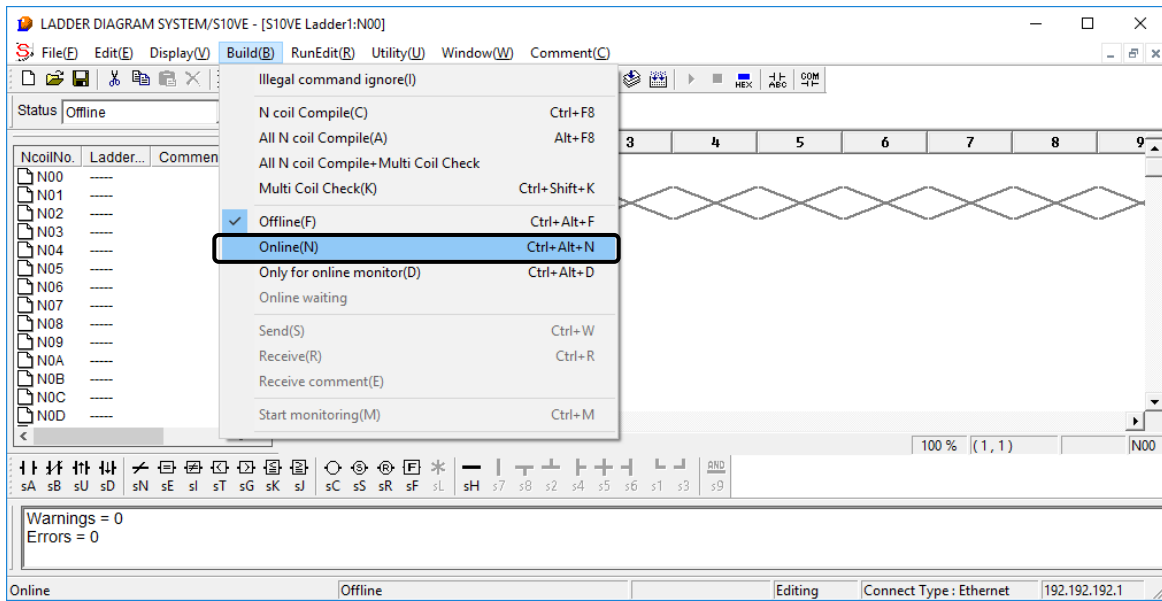 LADDER DIAGRAM SYSTEM/S10VE - [S10VE Ladder1:N00]
File(F) Edit(E) Display(V) Build(B) RunEdit(R) Utility(U) Window(W) Comment(C)
Illegal command ignore(I)
HEX ABC COM
Status Offline
N coil Compile(C) Ctrl+F8
All N coil Compile(A) Alt+F8
All N coil Compile+Multi Coil Check
Multi Coil Check(K) Ctrl+Shift+K
Offline(F) Ctrl+Alt+F
Online(N) Ctrl+Alt+N
Only for online monitor(D) Ctrl+Alt+D
Online waiting
Send(S) Ctrl+W
Receive(R) Ctrl+R
Receive comment(E)
Start monitoring(M) Ctrl+M
3 4 5 6 7 8 9
NcoilNo. Ladder... Commen
N00 -----
N01 -----
N02 -----
N03 -----
N04 -----
N05 -----
N06 -----
N07 -----
N08 -----
N09 -----
N0A -----
N0B -----
N0C -----
N0D -----
100 % (1, 1) N00
AND
sA sB sU sD sN sE sI sT sG sK sJ sC sS sR sF sL sH s7 s8 s2 s4 s5 s6 s1 s3 s9
Warnings = 0
Errors = 0
Online Offline Editing Connect Type : Ethernet 192.192.192.1